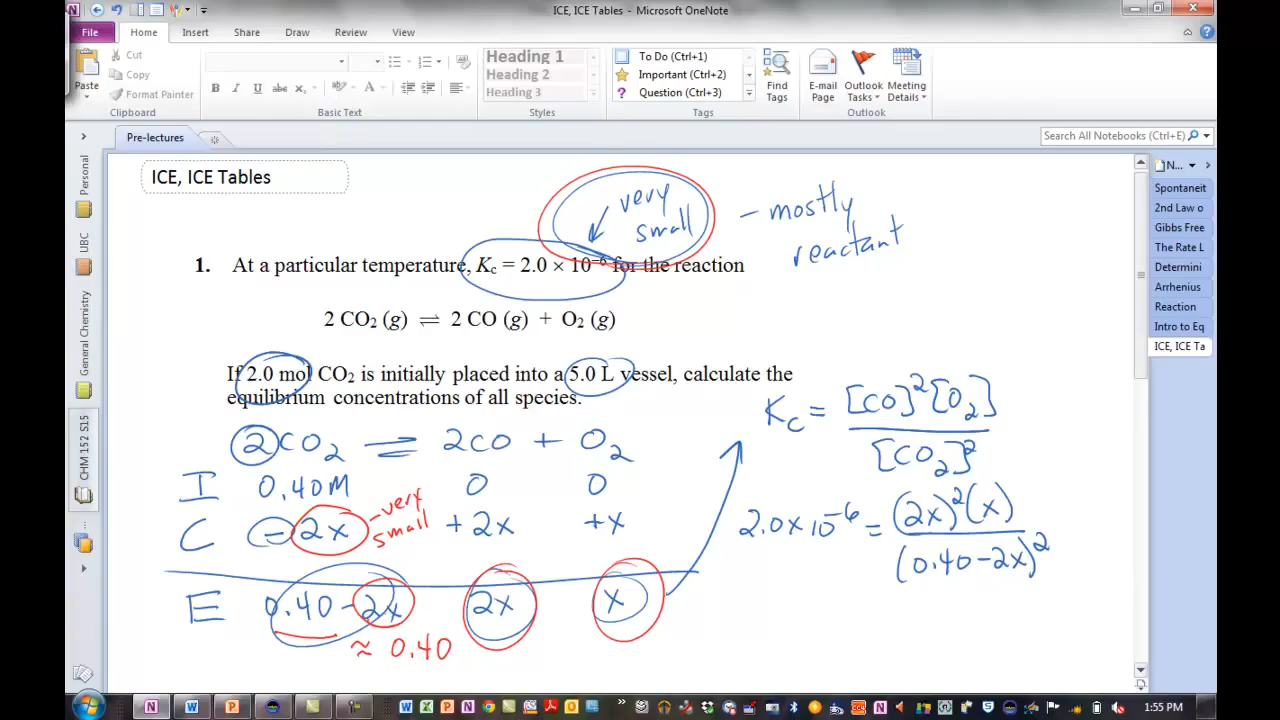 ICE, ICE Tables - Microsoft OneNote
File Home Insert Share Draw Review View
Paste
Cut
Copy
Format Painter
Clipboard
B I U abc X₂ A
Basic Text
Heading 1
Heading 2
Heading 3
Styles
To Do (Ctrl+1)
Important (Ctrl+2)
Question (Ctrl+3)
Find Tags
Tags
E-mail Page
Outlook Tasks
Meeting Details
Outlook
Pre-lectures
Search All Notebooks (Ctrl+E)
Personal
UBC
General Chemistry
CHM 152 S15
N...
Spontaneit
2nd Law o
Gibbs Free
The Rate L
Determini
Arrhenius
Reaction
Intro to Eq
ICE, ICE Ta
ICE, ICE Tables
very
small
- mostly
reactant
1. At a particular temperature, Kc = 2.0 × 10⁻⁶ for the reaction
2 CO₂ (g) ⇌ 2 CO (g) + O₂ (g)
If 2.0 mol CO₂ is initially placed into a 5.0 L vessel, calculate the
equilibrium concentrations of all species.
2CO₂ ⇌ 2CO + O₂
I 0.40M 0 0
C - 2x - very small + 2x + x
E 0.40 - 2x 2x x
≈ 0.40
Kc = [CO]²[O₂]
[CO₂]²
2.0 x 10⁻⁶ = (2x)²(x)
(0.40 - 2x)²
1:55 PM